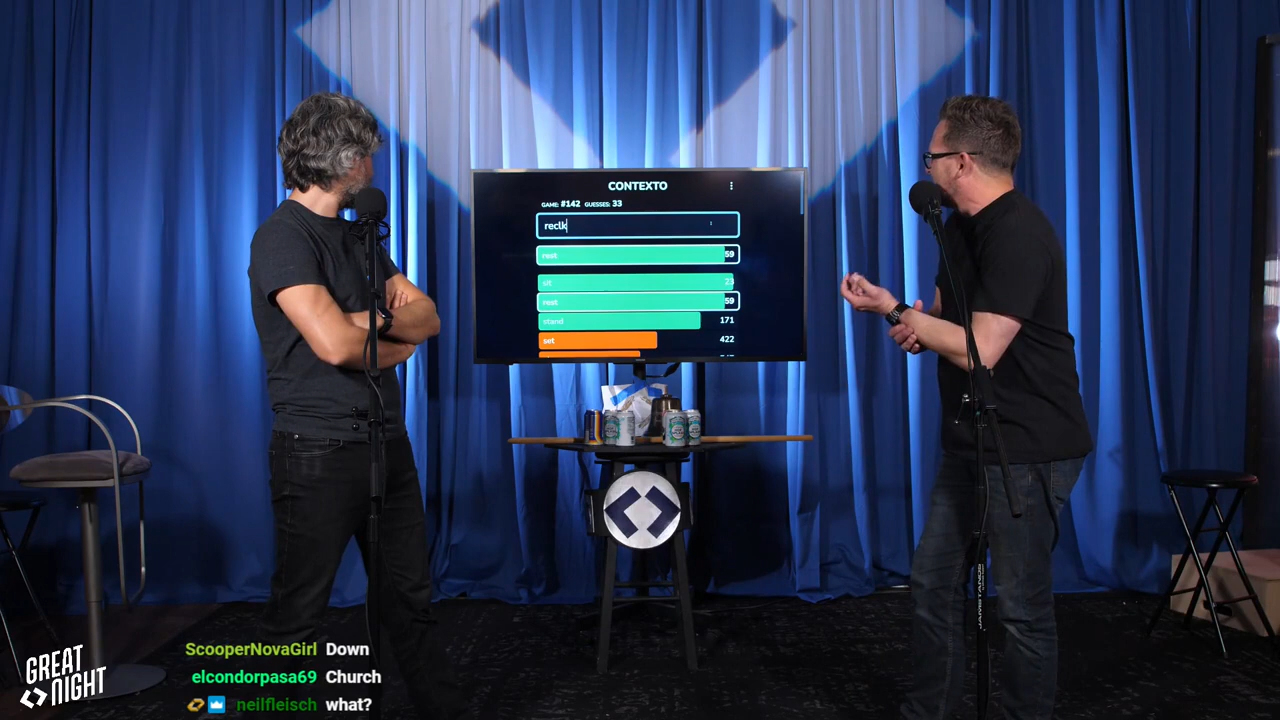 CONTEXTO
GAME: #142 GUESSES: 33
reclk
rest 59
sit 23
rest 59
stand 171
set 422
ScooperNovaGirl Down
elcondorpasa69 Church
neilfleisch what?
GREAT
NIGHT